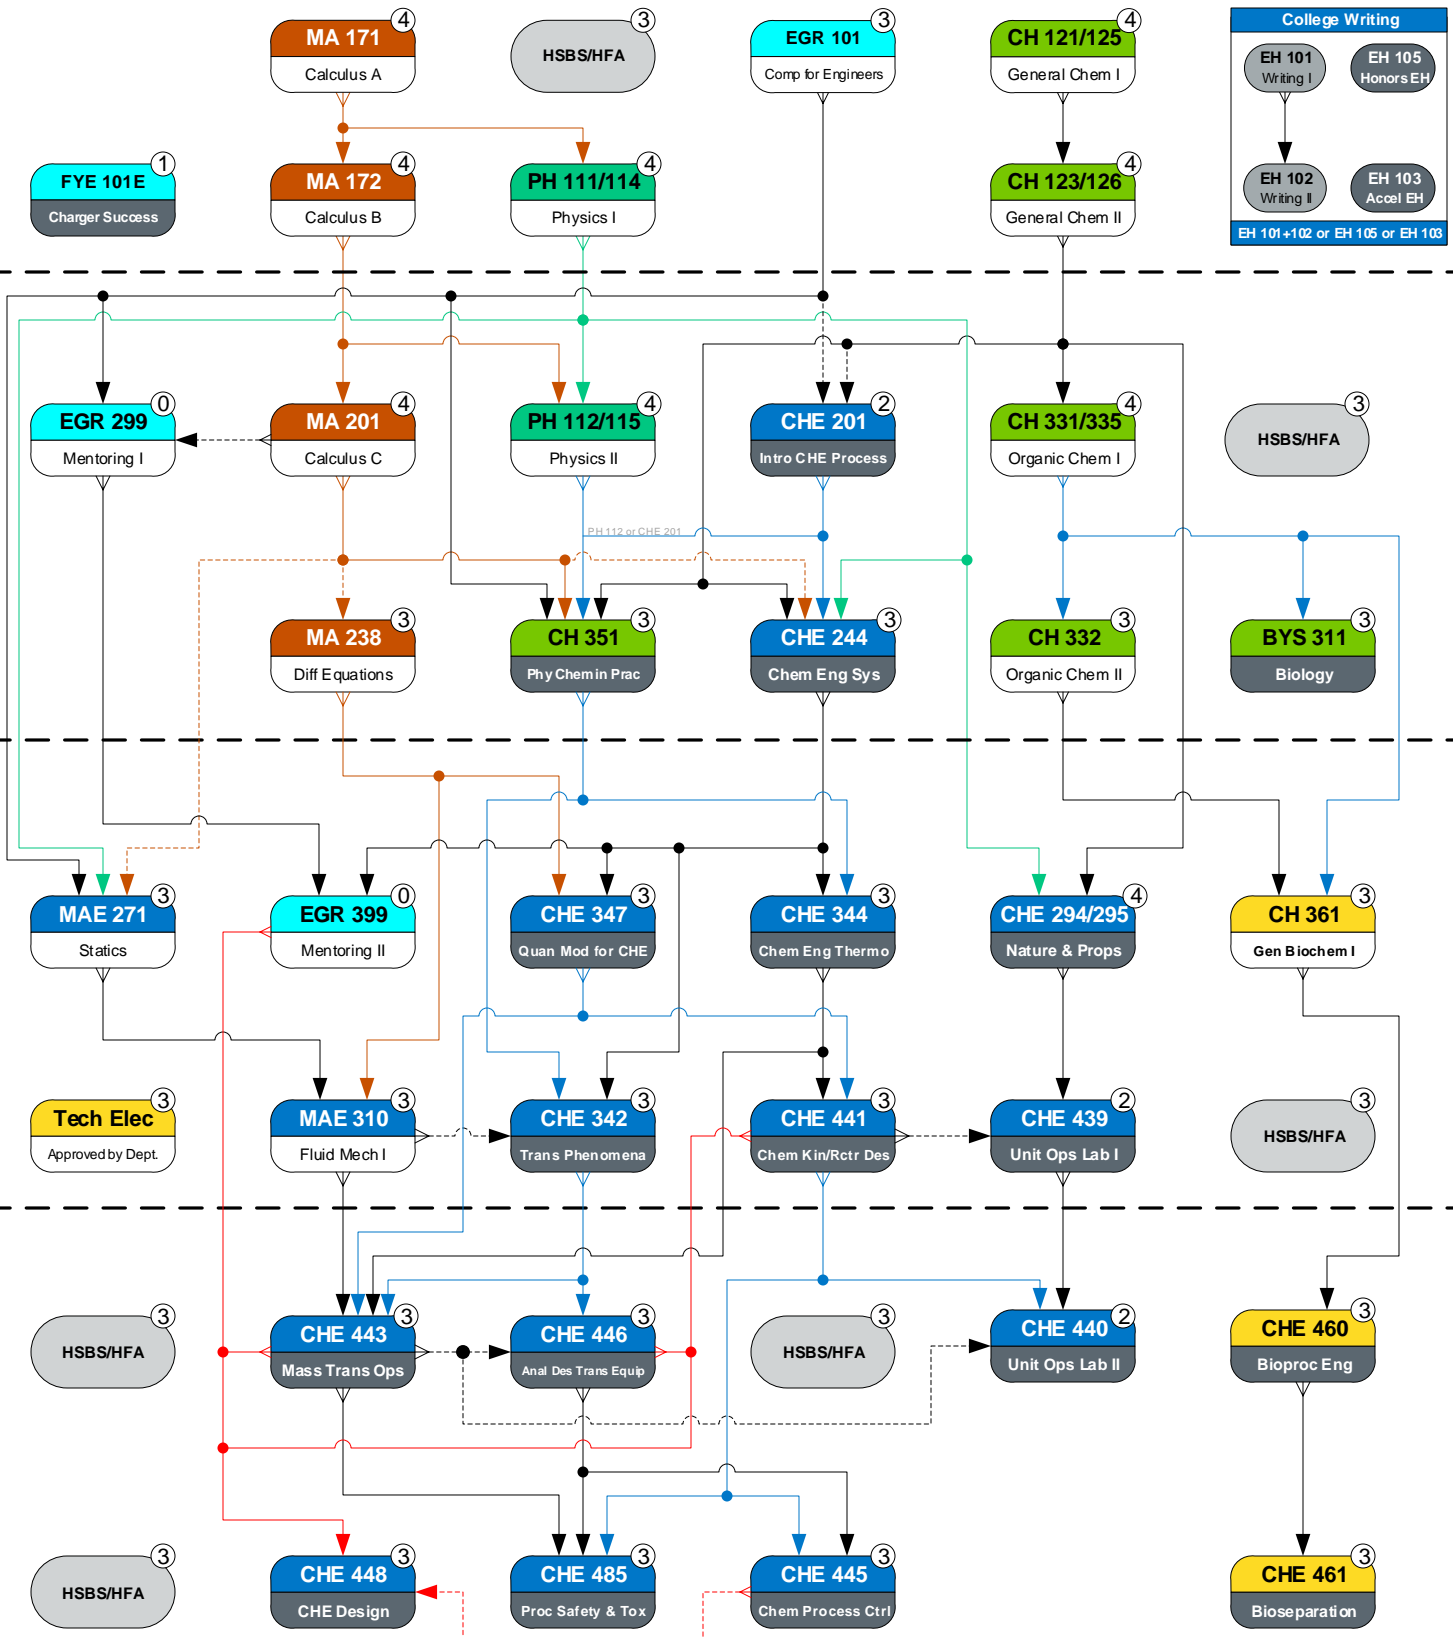 MA 171
4
Calculus A
HSBS/HFA
3
EGR 101
3
Comp for Engineers
CH 121/125
4
General Chem I
College Writing
EH 101
Writing I
EH 105
Honors EH
EH 102
Writing II
EH 103
Accel EH
EH 101+102 or EH 105 or EH 103
FYE 101E
1
Charger Success
MA 172
4
Calculus B
PH 111/114
4
Physics I
CH 123/126
4
General Chem II
EGR 299
0
Mentoring I
MA 201
4
Calculus C
PH 112/115
4
Physics II
CHE 201
2
Intro CHE Process
CH 331/335
4
Organic Chem I
HSBS/HFA
3
PH 112 or CHE 201
MA 238
3
Diff Equations
CH 351
3
Phy Chem in Prac
CHE 244
3
Chem Eng Sys
CH 332
3
Organic Chem II
BYS 311
3
Biology
MAE 271
3
Statics
EGR 399
0
Mentoring II
CHE 347
3
Quan Mod for CHE
CHE 344
3
Chem Eng Thermo
CHE 294/295
4
Nature & Props
CH 361
3
Gen Biochem I
Tech Elec
3
Approved by Dept.
MAE 310
3
Fluid Mech I
CHE 342
3
Trans Phenomena
CHE 441
3
Chem Kin/Rctr Des
CHE 439
2
Unit Ops Lab I
HSBS/HFA
3
HSBS/HFA
3
CHE 443
3
Mass Trans Ops
CHE 446
3
Anal Des Trans Equip
HSBS/HFA
3
CHE 440
2
Unit Ops Lab II
CHE 460
3
Bioproc Eng
HSBS/HFA
3
CHE 448
3
CHE Design
CHE 485
3
Proc Safety & Tox
CHE 445
3
Chem Process Ctrl
CHE 461
3
Bioseparation